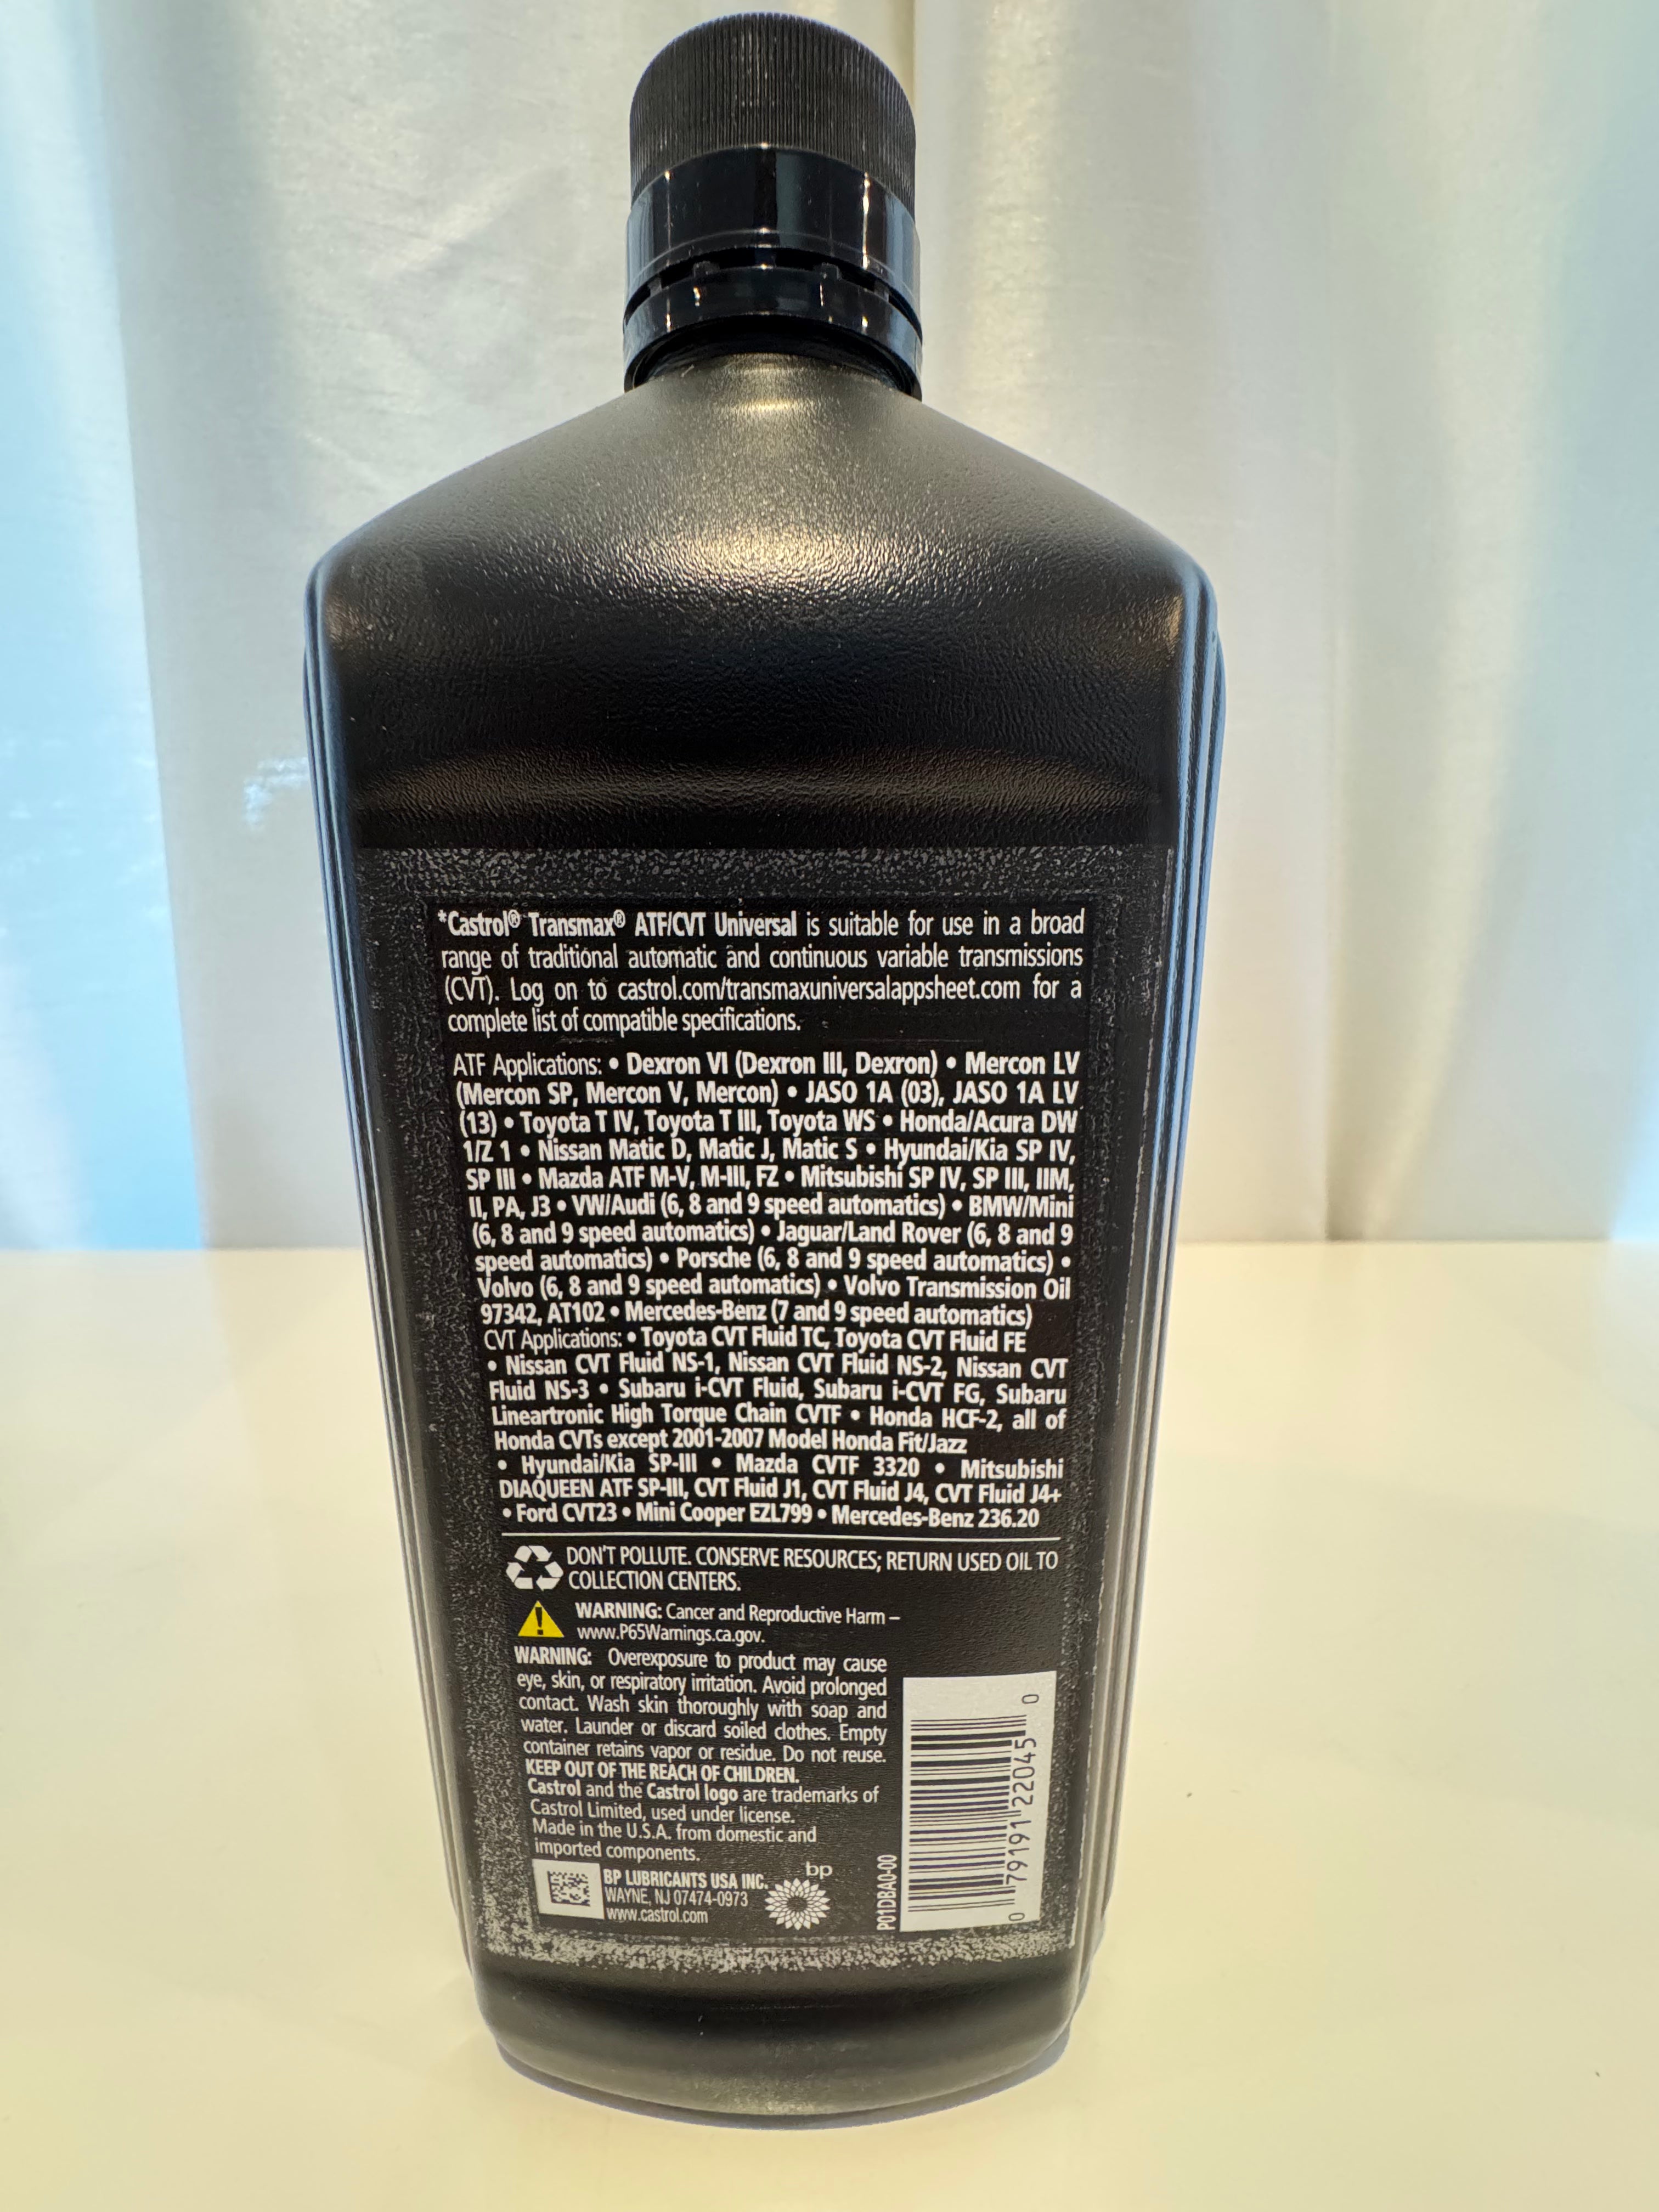 *Castrol® Transmax® ATF/CVT Universal is suitable for use in a broad
range of traditional automatic and continuous variable transmissions
(CVT). Log on to castrol.com/transmaxuniversalappsheet.com for a
complete list of compatible specifications.
ATF Applications: • Dexron VI (Dexron III, Dexron) • Mercon LV
(Mercon SP, Mercon V, Mercon) • JASO 1A (03), JASO 1A LV
(13) • Toyota T IV, Toyota T III, Toyota WS • Honda/Acura DW
1/Z 1 • Nissan Matic D, Matic J, Matic S • Hyundai/Kia SP IV,
SP III • Mazda ATF M-V, M-III, FZ • Mitsubishi SP IV, SP III, IIM,
II, PA, J3 • VW/Audi (6, 8 and 9 speed automatics) • BMW/Mini
(6, 8 and 9 speed automatics) • Jaguar/Land Rover (6, 8 and 9
speed automatics) • Porsche (6, 8 and 9 speed automatics) •
Volvo (6, 8 and 9 speed automatics) • Volvo Transmission Oil
97342, AT102 • Mercedes-Benz (7 and 9 speed automatics)
CVT Applications: • Toyota CVT Fluid TC, Toyota CVT Fluid FE
• Nissan CVT Fluid NS-1, Nissan CVT Fluid NS-2, Nissan CVT
Fluid NS-3 • Subaru i-CVT Fluid, Subaru i-CVT FG, Subaru
Lineartronic High Torque Chain CVTF • Honda HCF-2, all of
Honda CVTs except 2001-2007 Model Honda Fit/Jazz
• Hyundai/Kia SP-III • Mazda CVTF 3320 • Mitsubishi
DIAQUEEN ATF SP-III, CVT Fluid J1, CVT Fluid J4, CVT Fluid J4+
• Ford CVT23 • Mini Cooper EZL799 • Mercedes-Benz 236.20
DON'T POLLUTE. CONSERVE RESOURCES; RETURN USED OIL TO
COLLECTION CENTERS.
WARNING: Cancer and Reproductive Harm –
www.P65Warnings.ca.gov.
WARNING: Overexposure to product may cause
eye, skin, or respiratory irritation. Avoid prolonged
contact. Wash skin thoroughly with soap and
water. Launder or discard soiled clothes. Empty
container retains vapor or residue. Do not reuse.
KEEP OUT OF THE REACH OF CHILDREN.
Castrol and the Castrol logo are trademarks of
Castrol Limited, used under license.
Made in the U.S.A. from domestic and
imported components.
BP LUBRICANTS USA INC.
WAYNE, NJ 07474-0973
www.castrol.com
bp
P01DBA0-00
0 79191 22045 0